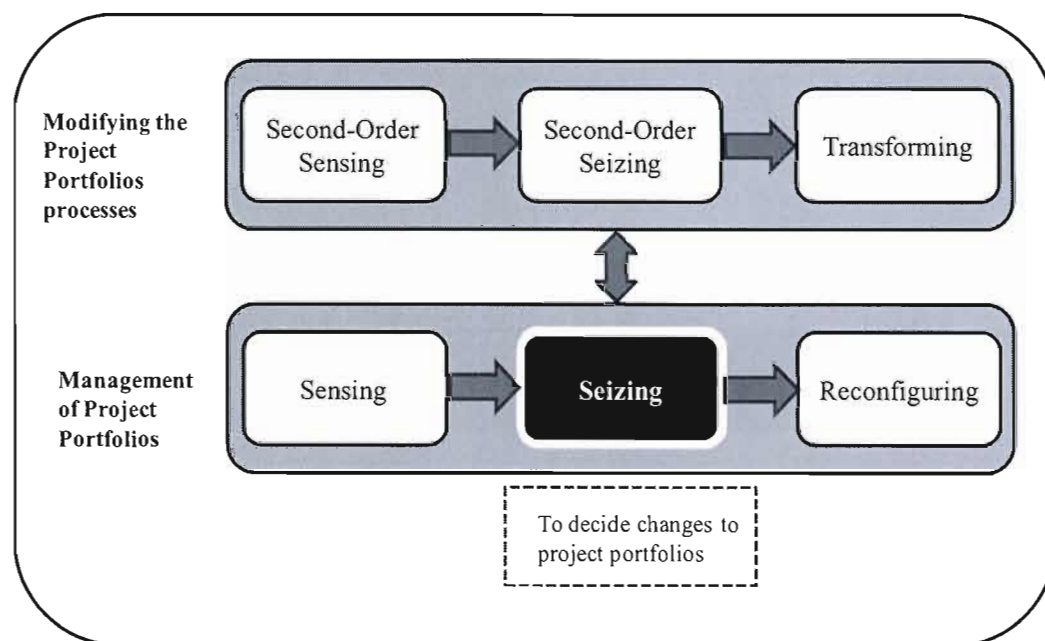 Modifying the
Project
Portfolios
processes
Second-Order
Sensing
Second-Order
Seizing
Transforming
Management
of Project
Portfolios
Sensing
Seizing
Reconfiguring
To decide changes to
project portfolios